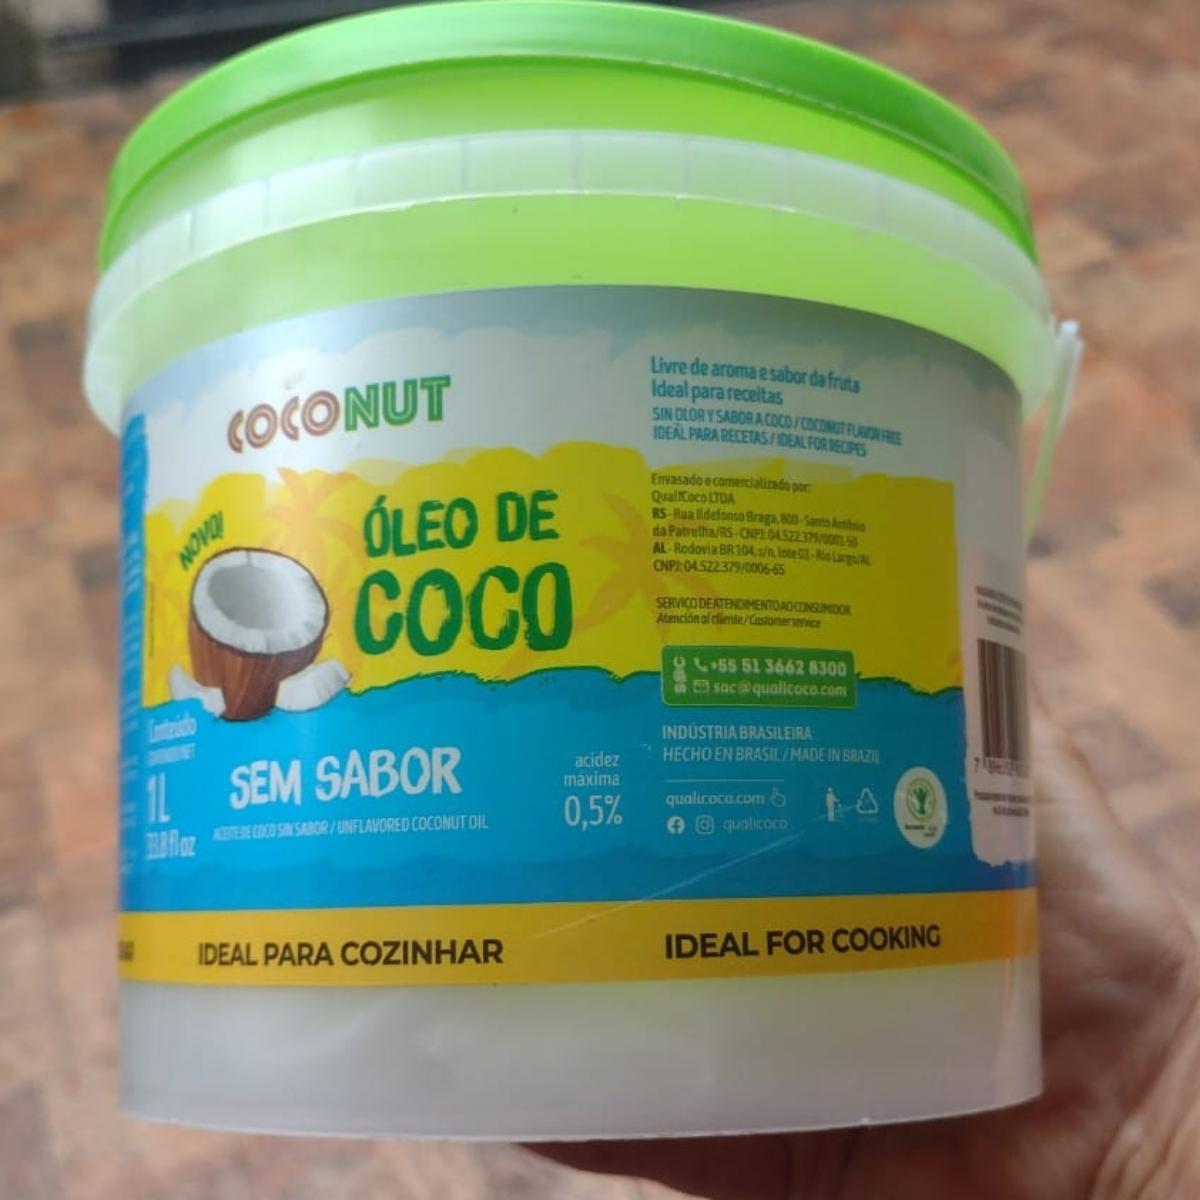 COCONUT
NOVO!
ÓLEO DE
COCO
Conteúdo
1L
33.8 fl oz
SEM SABOR
ACEITE DE COCO SIN SABOR / UNFLAVORED COCONUT OIL
acidez
máxima
0,5%
IDEAL PARA COZINHAR
Livre de aroma e sabor da fruta
Ideal para receitas
SIN OLOR Y SABOR A COCO / COCONUT FLAVOR FREE
IDEAL PARA RECETAS / IDEAL FOR RECIPES
Envasado e comercializado por:
QualiCoco LTDA
RS - Rua Ildefonso Braga, 800 - Santo Antônio
da Patrulha/RS - CNPJ: 04.522.379/0001-50
AL - Rodovia BR 104, s/n, lote 01 - Rio Largo/AL
CNPJ: 04.522.379/0006-65
SERVIÇO DE ATENDIMENTO AO CONSUMIDOR
Atención al cliente / Customer service
SAC
+55 51 3662 8300
sac@qualicoco.com
INDÚSTRIA BRASILEIRA
HECHO EN BRASIL / MADE IN BRAZIL
qualicoco.com
qualicoco
IDEAL FOR COOKING